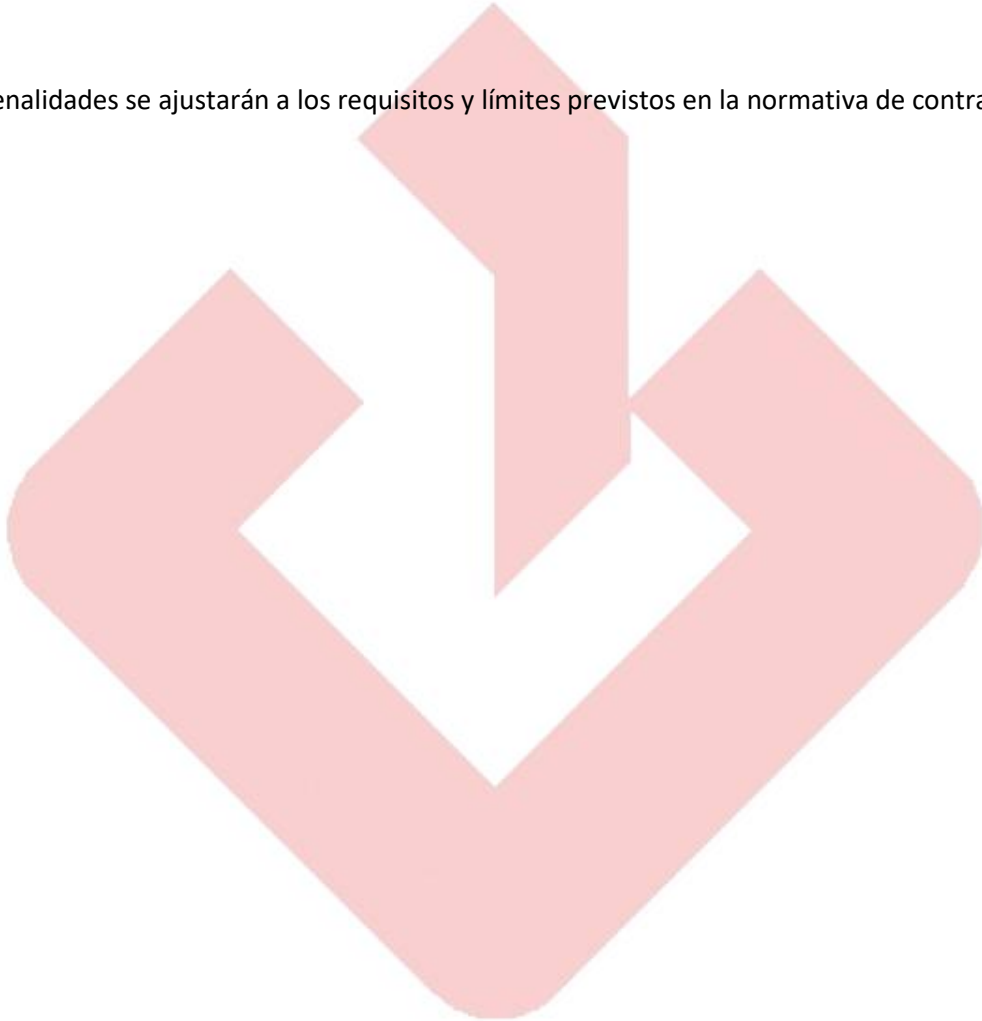 enalidades se ajustarán a los requisitos y límites previstos en la normativa de contra